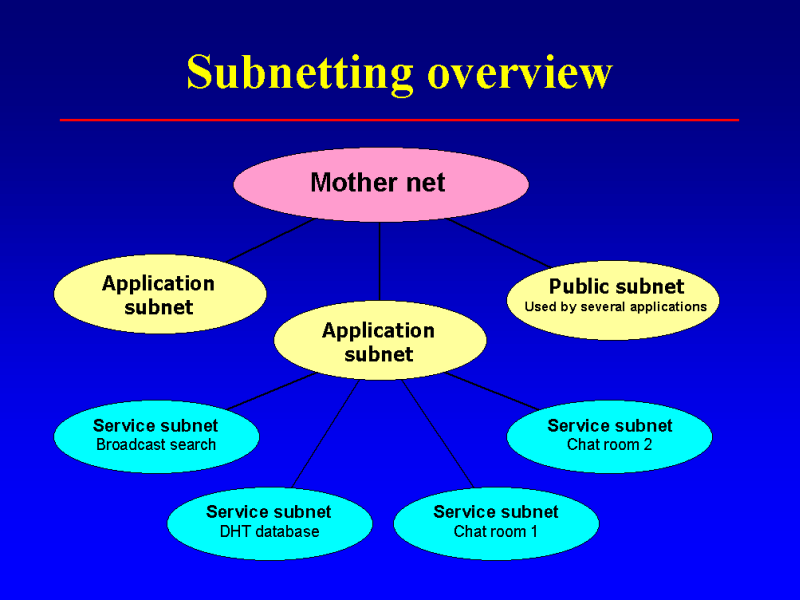 Subnetting overview
Mother net
Application
subnet
Public subnet
Used by several applications
Application
subnet
Service subnet
Broadcast search
Service subnet
Chat room 2
Service subnet
DHT database
Service subnet
Chat room 1